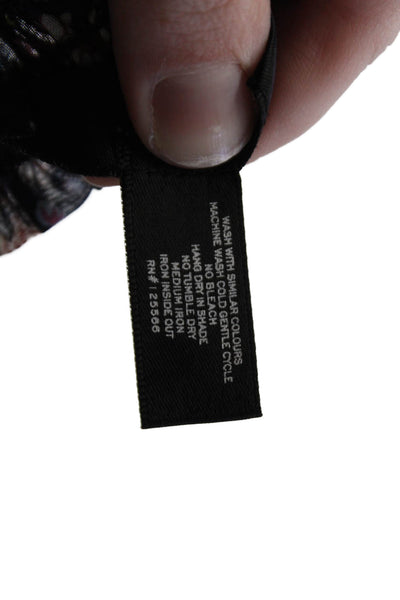 WASH WITH SIMILAR COLOURS
MACHINE WASH COLD GENTLE CYCLE
NO BLEACH
HANG DRY IN SHADE
NO TUMBLE DRY
MEDIUM IRON
IRON INSIDE OUT
RN#125566